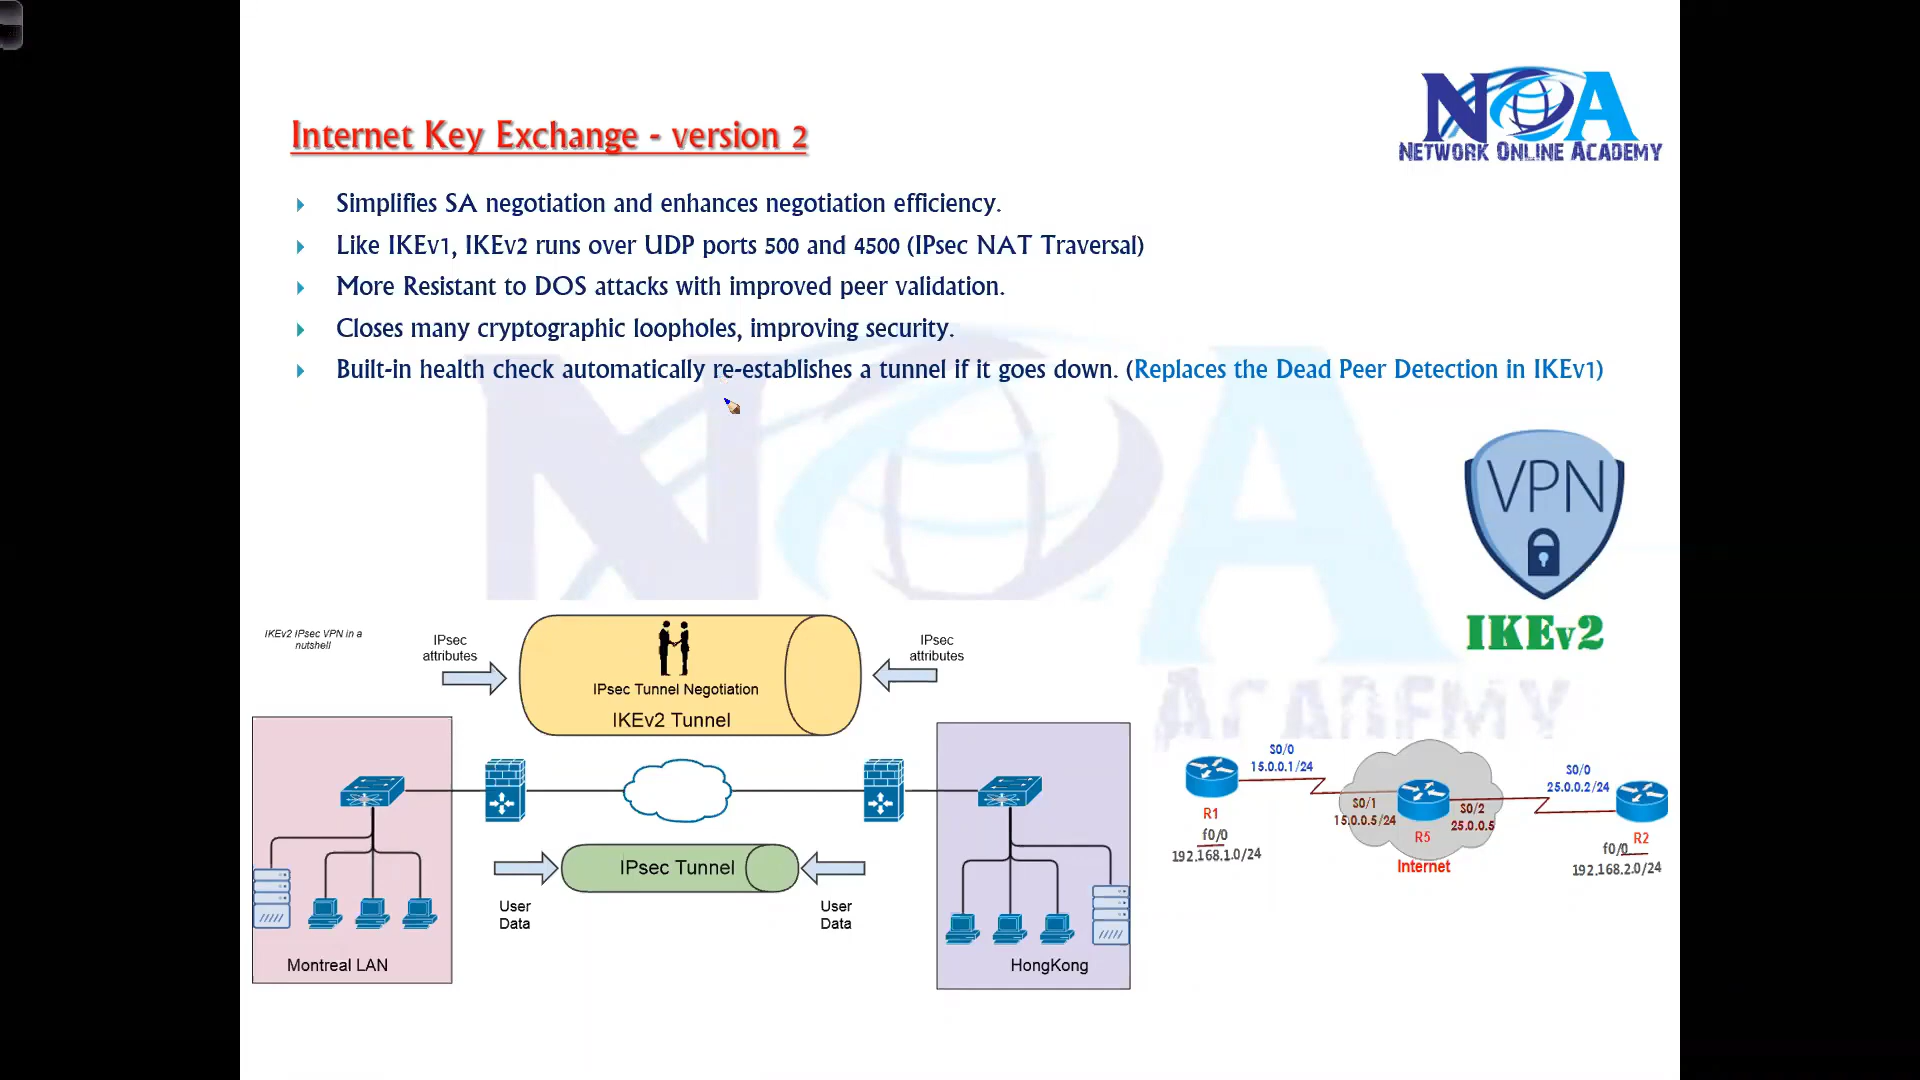 NOA
NETWORK ONLINE ACADEMY
Internet Key Exchange - version 2
Simplifies SA negotiation and enhances negotiation efficiency.
Like IKEv1, IKEv2 runs over UDP ports 500 and 4500 (IPsec NAT Traversal)
More Resistant to DOS attacks with improved peer validation.
Closes many cryptographic loopholes, improving security.
Built-in health check automatically re-establishes a tunnel if it goes down. (Replaces the Dead Peer Detection in IKEv1)
NOA
ACADEMY
VPN
IKEv2
IKEv2 IPsec VPN in a
nutshell
IPsec
attributes
IPsec Tunnel Negotiation
IKEv2 Tunnel
IPsec
attributes
IPsec Tunnel
User
Data
User
Data
Montreal LAN
HongKong
S0/0
15.0.0.1/24
R1
f0/0
192.168.1.0/24
S0/1
15.0.0.5/24
R5
S0/2
25.0.0.5
Internet
S0/0
25.0.0.2/24
R2
f0/0
192.168.2.0/24